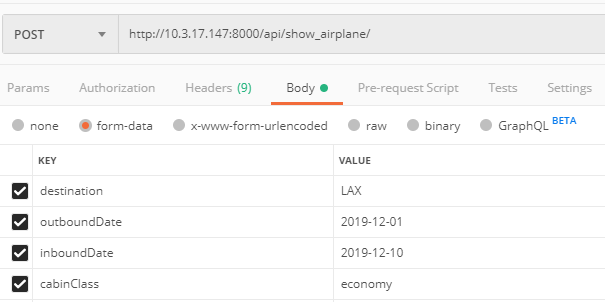 POST http://10.3.17.147:8000/api/show_airplane/
Params Authorization Headers (9) Body Pre-request Script Tests Settings
none form-data x-www-form-urlencoded raw binary GraphQL BETA
KEY VALUE
destination LAX
outboundDate 2019-12-01
inboundDate 2019-12-10
cabinClass economy